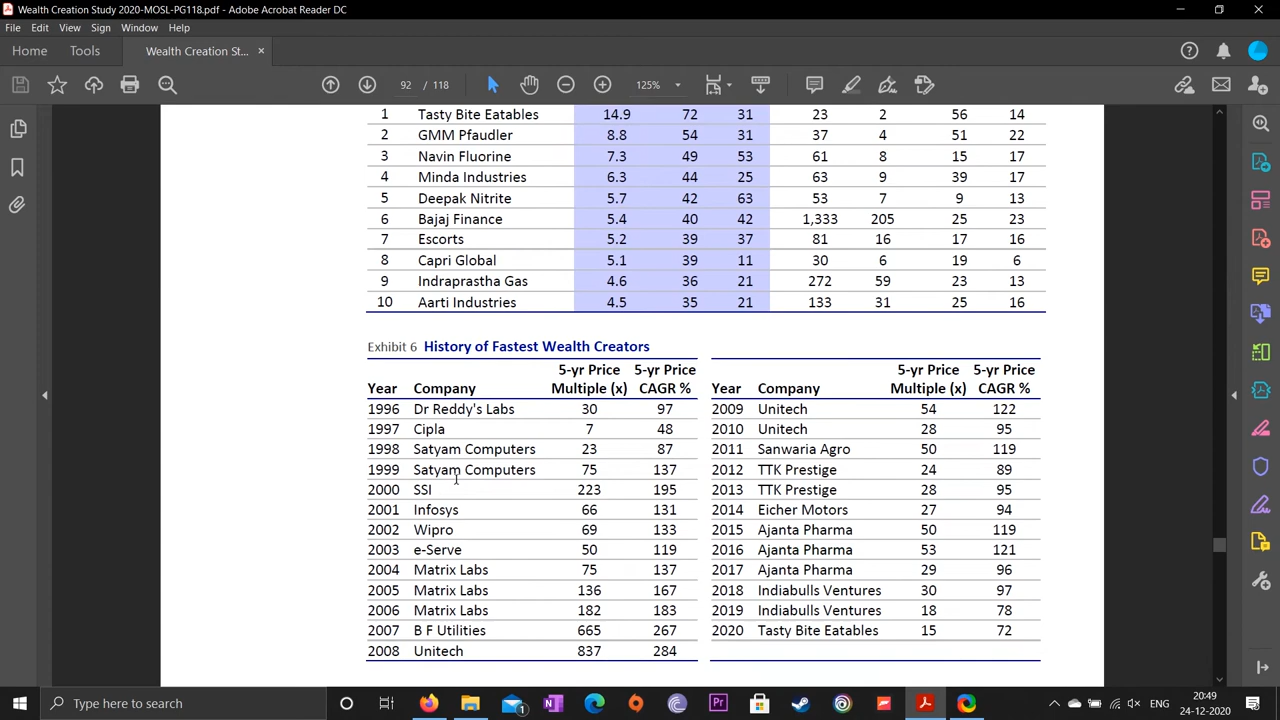 Wealth Creation Study 2020-MOSL-PG118.pdf - Adobe Acrobat Reader DC
File Edit View Sign Window Help
Home Tools Wealth Creation St... ×
92 / 118 125%
1 Tasty Bite Eatables 14.9 72 31 23 2 56 14
2 GMM Pfaudler 8.8 54 31 37 4 51 22
3 Navin Fluorine 7.3 49 53 61 8 15 17
4 Minda Industries 6.3 44 25 63 9 39 17
5 Deepak Nitrite 5.7 42 63 53 7 9 13
6 Bajaj Finance 5.4 40 42 1,333 205 25 23
7 Escorts 5.2 39 37 81 16 17 16
8 Capri Global 5.1 39 11 30 6 19 6
9 Indraprastha Gas 4.6 36 21 272 59 23 13
10 Aarti Industries 4.5 35 21 133 31 25 16
Exhibit 6 History of Fastest Wealth Creators
5-yr Price 5-yr Price 5-yr Price 5-yr Price
Year Company Multiple (x) CAGR % Year Company Multiple (x) CAGR %
1996 Dr Reddy's Labs 30 97 2009 Unitech 54 122
1997 Cipla 7 48 2010 Unitech 28 95
1998 Satyam Computers 23 87 2011 Sanwaria Agro 50 119
1999 Satyam Computers 75 137 2012 TTK Prestige 24 89
2000 SSI 223 195 2013 TTK Prestige 28 95
2001 Infosys 66 131 2014 Eicher Motors 27 94
2002 Wipro 69 133 2015 Ajanta Pharma 50 119
2003 e-Serve 50 119 2016 Ajanta Pharma 53 121
2004 Matrix Labs 75 137 2017 Ajanta Pharma 29 96
2005 Matrix Labs 136 167 2018 Indiabulls Ventures 30 97
2006 Matrix Labs 182 183 2019 Indiabulls Ventures 18 78
2007 B F Utilities 665 267 2020 Tasty Bite Eatables 15 72
2008 Unitech 837 284
Type here to search
ENG 20:49
24-12-2020